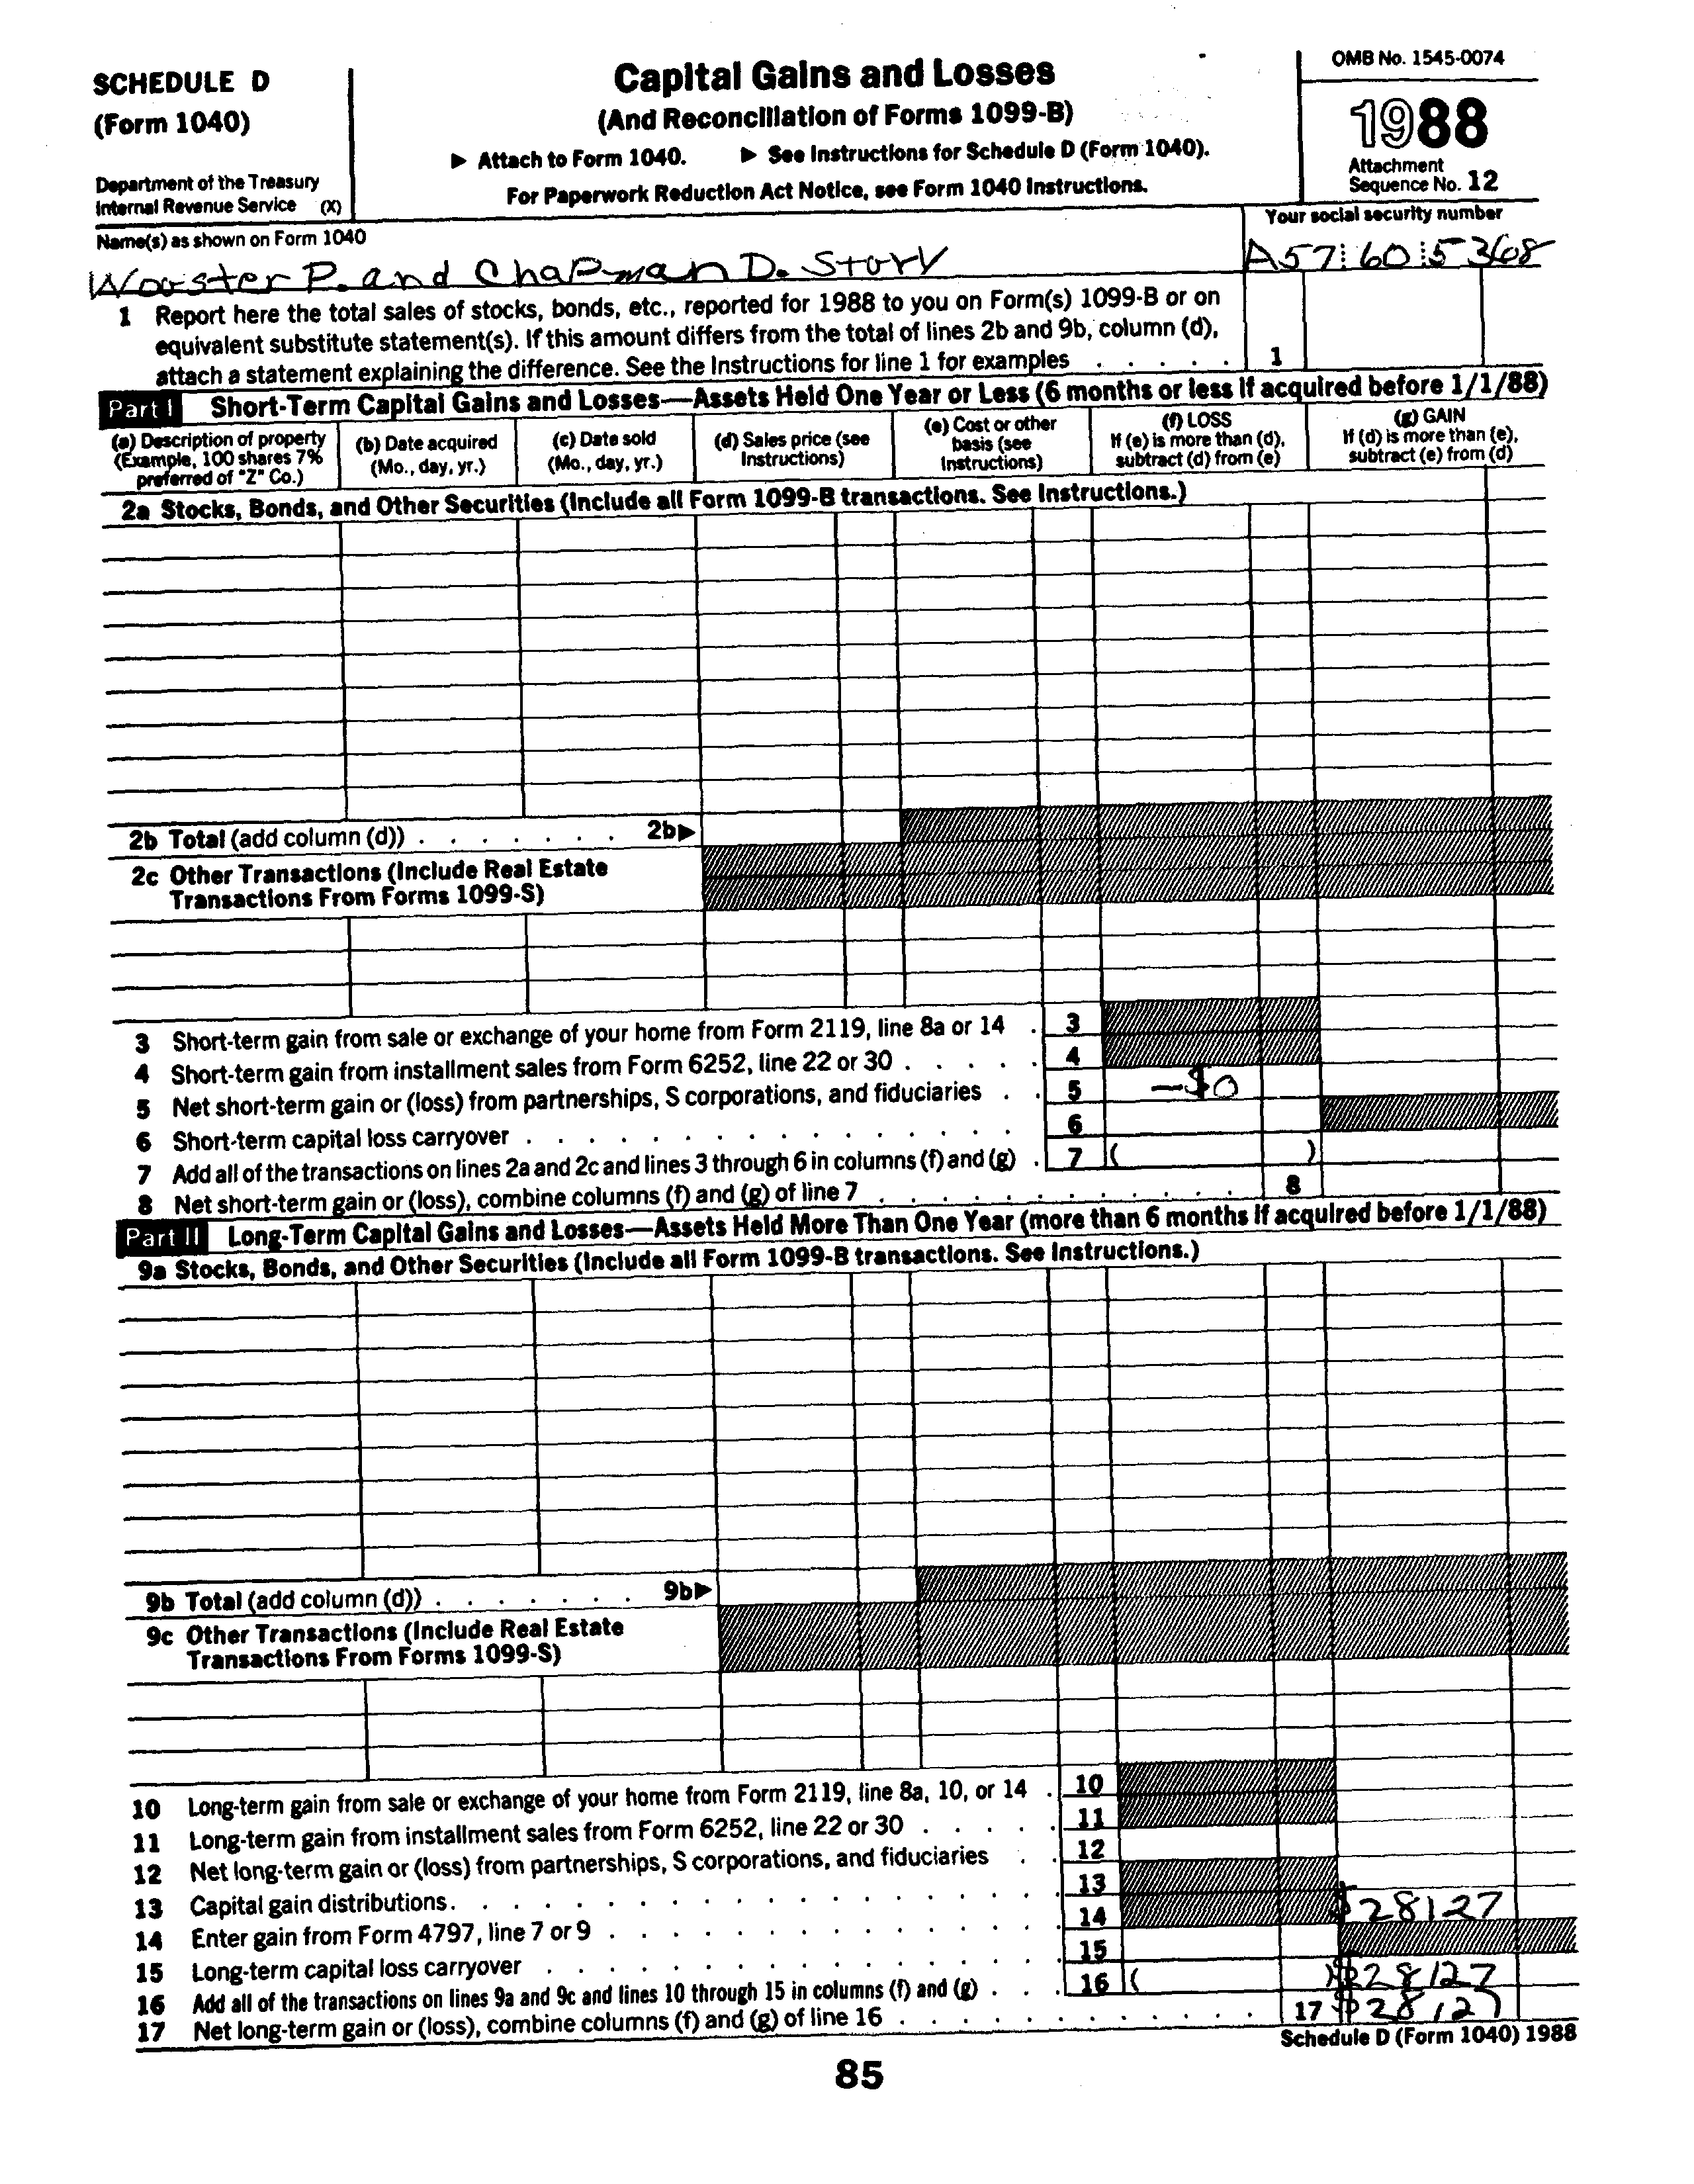 SCHEDULE D
(Form 1040)
Department of the Treasury
Internal Revenue Service (X)
Capital Gains and Losses
(And Reconciliation of Forms 1099-B)
▶ Attach to Form 1040. ▶ See Instructions for Schedule D (Form 1040).
For Paperwork Reduction Act Notice, see Form 1040 Instructions.
OMB No. 1545-0074
1988
Attachment
Sequence No. 12
Name(s) as shown on Form 1040
Your social security number
Wooster P. and Chapman D. Story
A57 60 5368
1 Report here the total sales of stocks, bonds, etc., reported for 1988 to you on Form(s) 1099-B or on
equivalent substitute statement(s). If this amount differs from the total of lines 2b and 9b, column (d),
attach a statement explaining the difference. See the Instructions for line 1 for examples . . . . . 1
Part I Short-Term Capital Gains and Losses—Assets Held One Year or Less (6 months or less if acquired before 1/1/88)
(a) Description of property
(Example, 100 shares 7%
preferred of "Z" Co.)
(b) Date acquired
(Mo., day, yr.)
(c) Date sold
(Mo., day, yr.)
(d) Sales price (see
Instructions)
(e) Cost or other
basis (see
Instructions)
(f) LOSS
If (e) is more than (d),
subtract (d) from (e)
(g) GAIN
If (d) is more than (e),
subtract (e) from (d)
2a Stocks, Bonds, and Other Securities (Include all Form 1099-B transactions. See Instructions.)
2b Total (add column (d)) . . . . . . . 2b▶
2c Other Transactions (Include Real Estate
Transactions From Forms 1099-S)
3 Short-term gain from sale or exchange of your home from Form 2119, line 8a or 14 . 3
4 Short-term gain from installment sales from Form 6252, line 22 or 30 . . . . . 4
5 Net short-term gain or (loss) from partnerships, S corporations, and fiduciaries . . 5 —$0
6 Short-term capital loss carryover . . . . . . . . . . . . . . . . 6
7 Add all of the transactions on lines 2a and 2c and lines 3 through 6 in columns (f) and (g) . 7 ( )
8 Net short-term gain or (loss), combine columns (f) and (g) of line 7 . . . . . . . . . . . . 8
Part II Long-Term Capital Gains and Losses—Assets Held More Than One Year (more than 6 months if acquired before 1/1/88)
9a Stocks, Bonds, and Other Securities (Include all Form 1099-B transactions. See Instructions.)
9b Total (add column (d)) . . . . . . . 9b▶
9c Other Transactions (Include Real Estate
Transactions From Forms 1099-S)
10 Long-term gain from sale or exchange of your home from Form 2119, line 8a, 10, or 14 . 10
11 Long-term gain from installment sales from Form 6252, line 22 or 30 . . . . . 11
12 Net long-term gain or (loss) from partnerships, S corporations, and fiduciaries . . 12
13 Capital gain distributions. . . . . . . . . . . . . . . . . . . . 13
14 Enter gain from Form 4797, line 7 or 9 . . . . . . . . . . . . . . . 14 $28127
15 Long-term capital loss carryover . . . . . . . . . . . . . . . . . 15
16 Add all of the transactions on lines 9a and 9c and lines 10 through 15 in columns (f) and (g) . . . 16 ( ) $28127
17 Net long-term gain or (loss), combine columns (f) and (g) of line 16 . . . . . . . . . . . . 17 $28127
Schedule D (Form 1040) 1988
85